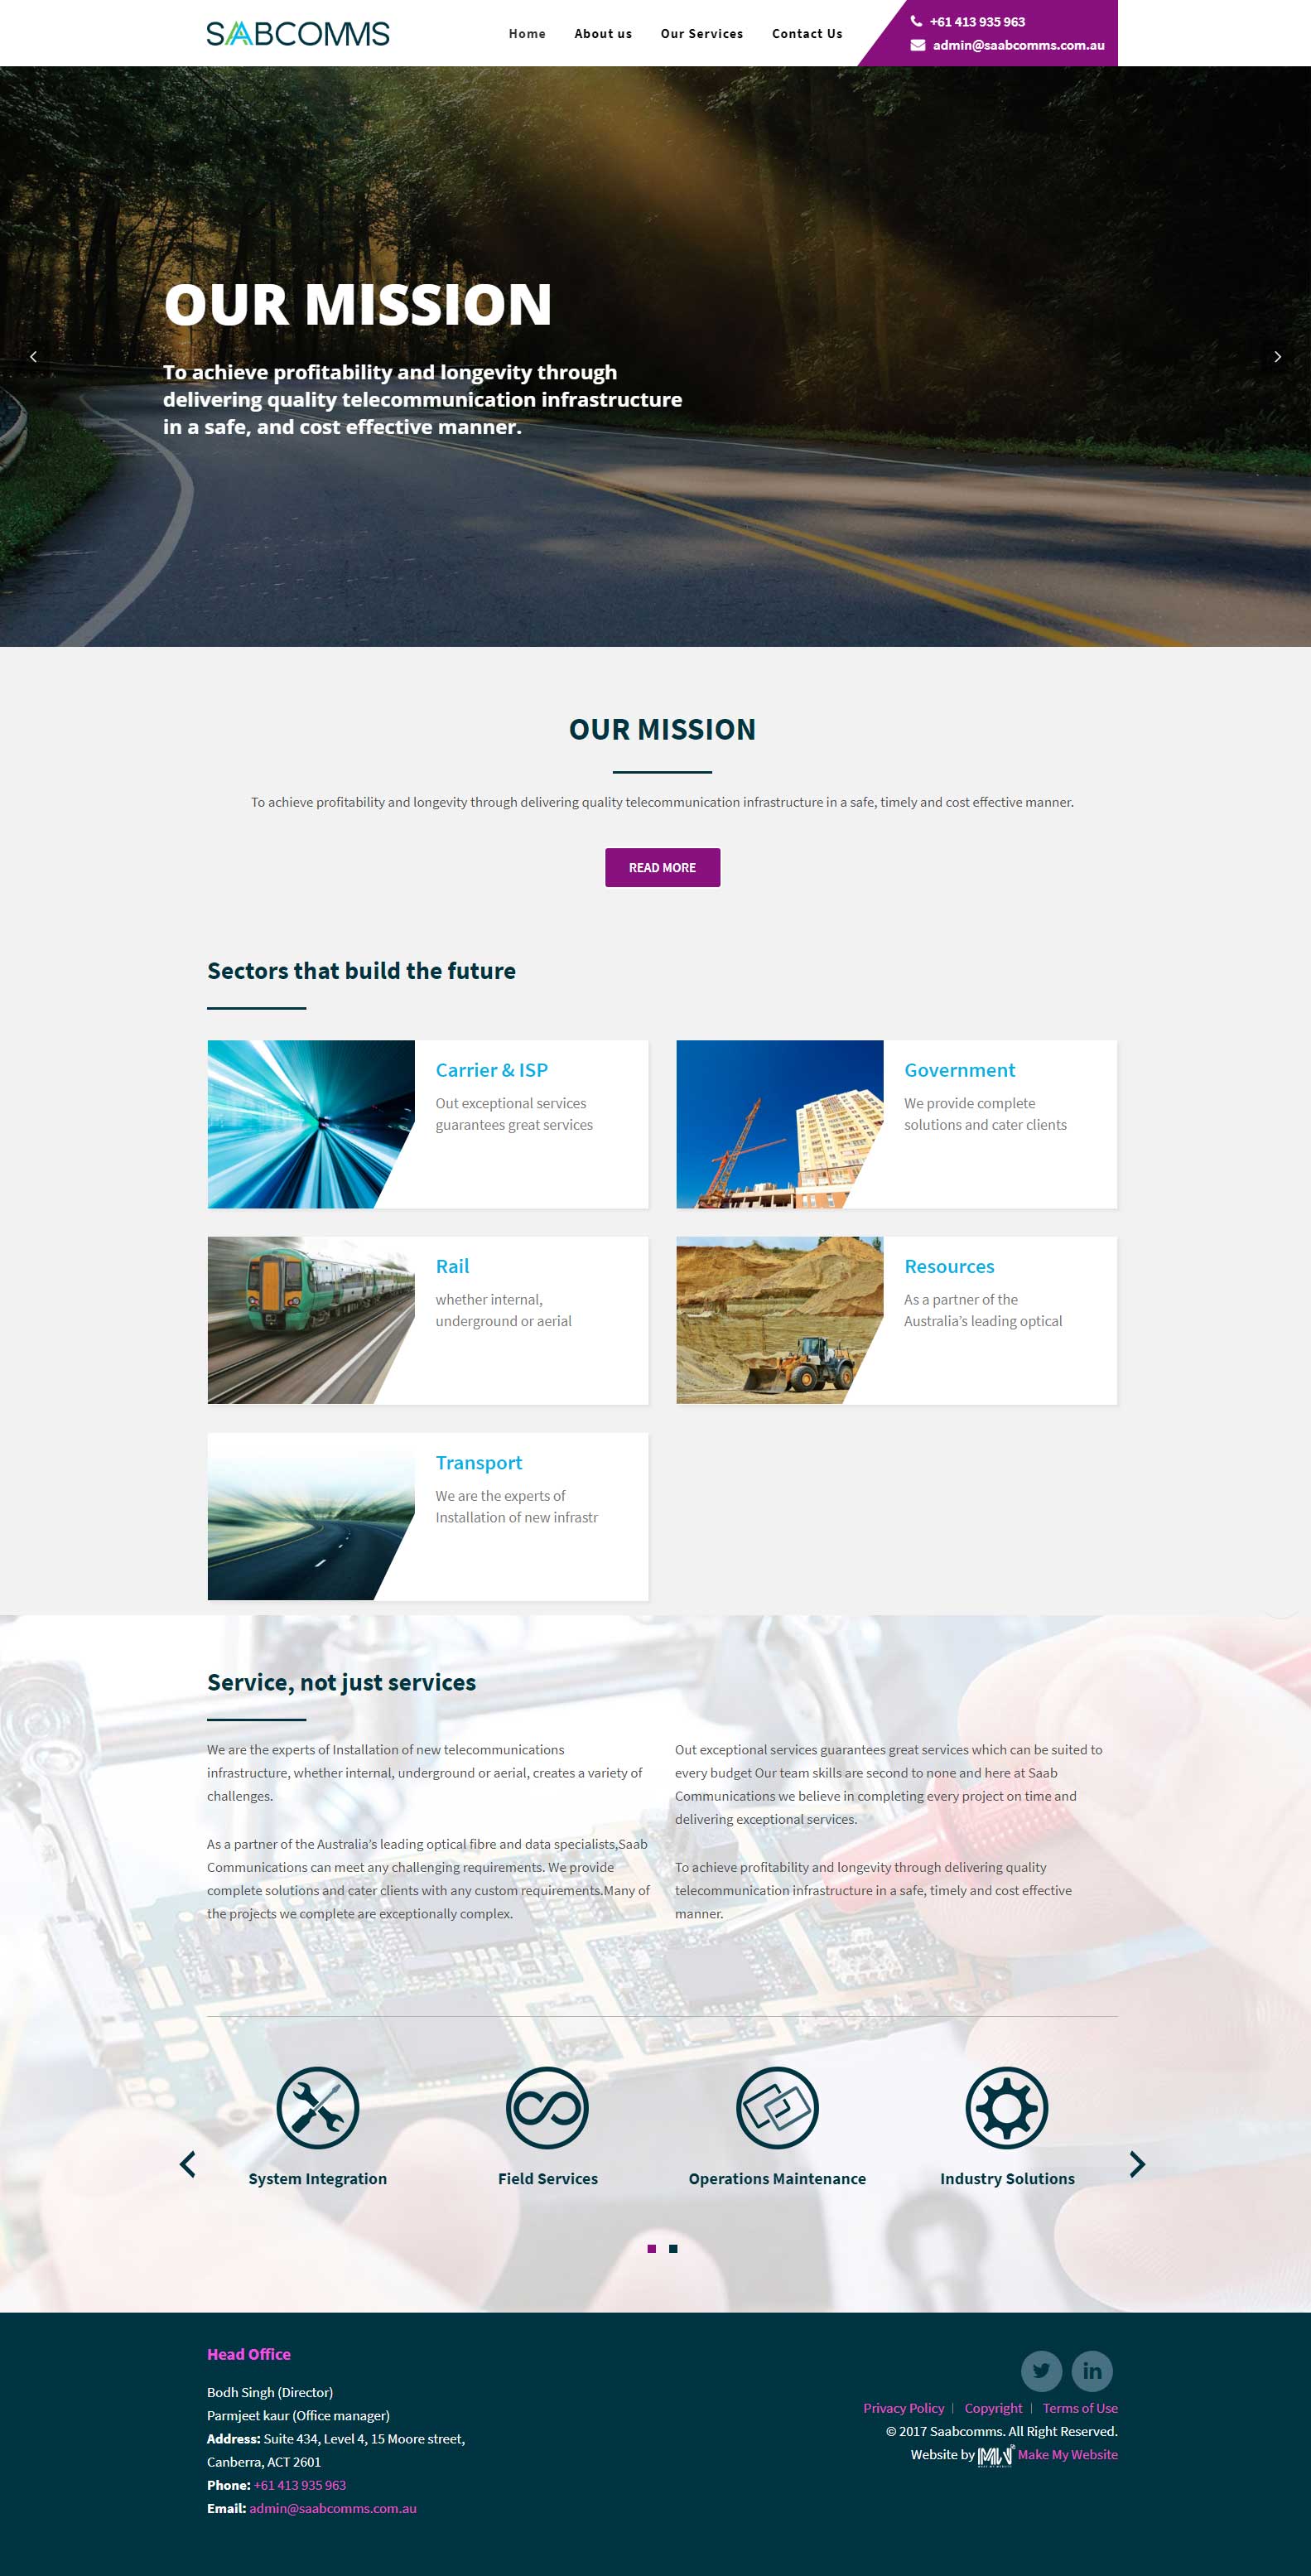 SAABCOMMS
Home About us Our Services Contact Us
+61 413 935 963
admin@saabcomms.com.au
OUR MISSION
To achieve profitability and longevity through
delivering quality telecommunication infrastructure
in a safe, and cost effective manner.
OUR MISSION
To achieve profitability and longevity through delivering quality telecommunication infrastructure in a safe, timely and cost effective manner.
READ MORE
Sectors that build the future
Carrier & ISP
Out exceptional services
guarantees great services
Government
We provide complete
solutions and cater clients
Rail
whether internal,
underground or aerial
Resources
As a partner of the
Australia’s leading optical
Transport
We are the experts of
Installation of new infrastr
Service, not just services
We are the experts of Installation of new telecommunications
infrastructure, whether internal, underground or aerial, creates a variety of
challenges.
As a partner of the Australia’s leading optical fibre and data specialists,Saab
Communications can meet any challenging requirements. We provide
complete solutions and cater clients with any custom requirements.Many of
the projects we complete are exceptionally complex.
Out exceptional services guarantees great services which can be suited to
every budget Our team skills are second to none and here at Saab
Communications we believe in completing every project on time and
delivering exceptional services.
To achieve profitability and longevity through delivering quality
telecommunication infrastructure in a safe, timely and cost effective
manner.
System Integration
Field Services
Operations Maintenance
Industry Solutions
Head Office
Bodh Singh (Director)
Parmjeet kaur (Office manager)
Address: Suite 434, Level 4, 15 Moore street,
Canberra, ACT 2601
Phone: +61 413 935 963
Email: admin@saabcomms.com.au
in
Privacy Policy | Copyright | Terms of Use
© 2017 Saabcomms. All Right Reserved.
Website by MMW Make My Website